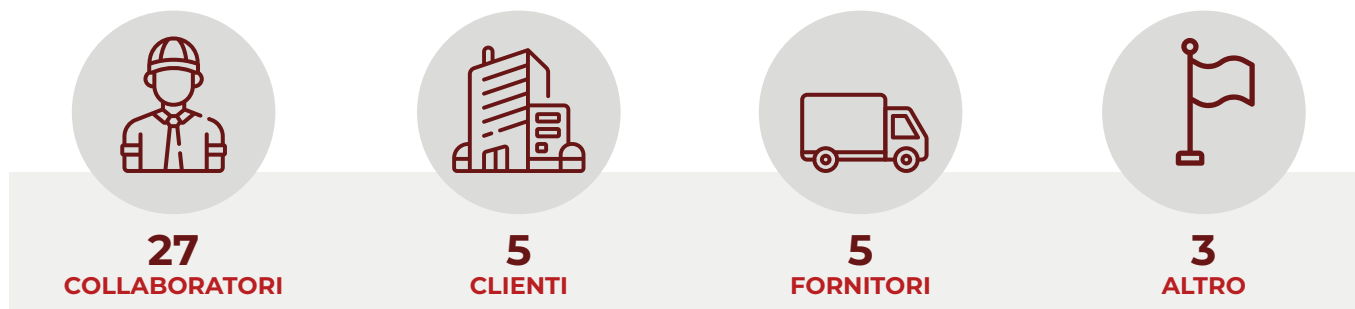 27
COLLABORATORI
5
CLIENTI
5
FORNITORI
3
ALTRO